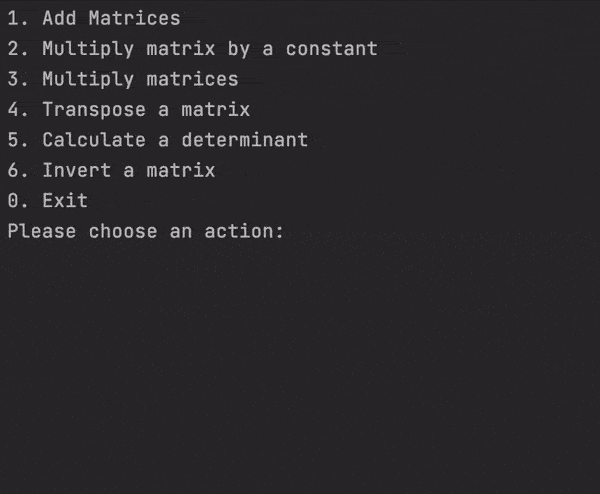 1. Add Matrices
2. Multiply matrix by a constant
3. Multiply matrices
4. Transpose a matrix
5. Calculate a determinant
6. Invert a matrix
0. Exit
Please choose an action: